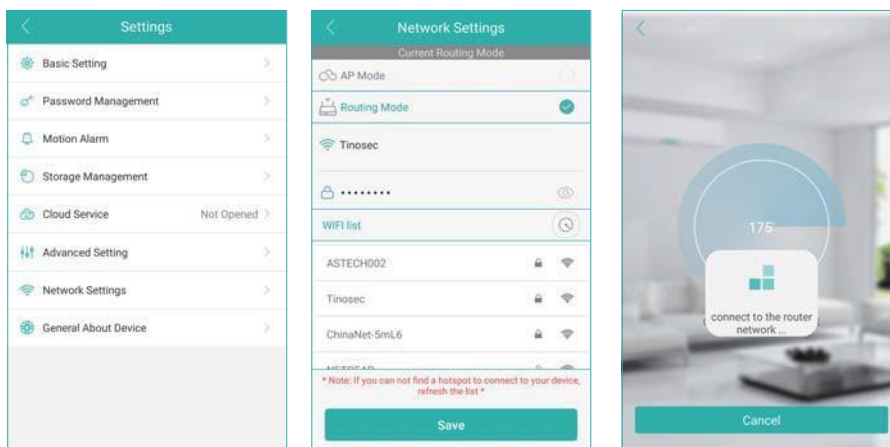 Settings
Basic Setting
Password Management
Motion Alarm
Storage Management
Cloud Service Not Opened
Advanced Setting
Network Settings
General About Device
Network Settings
Current Routing Mode
AP Mode
Routing Mode
Tinosec
••••••••
WIFI list
ASTECH002
Tinosec
ChinaNet-5mL6
* Note: If you can not find a hotspot to connect to your device,
refresh the list *
Save
175
connect to the router
network ...
Cancel